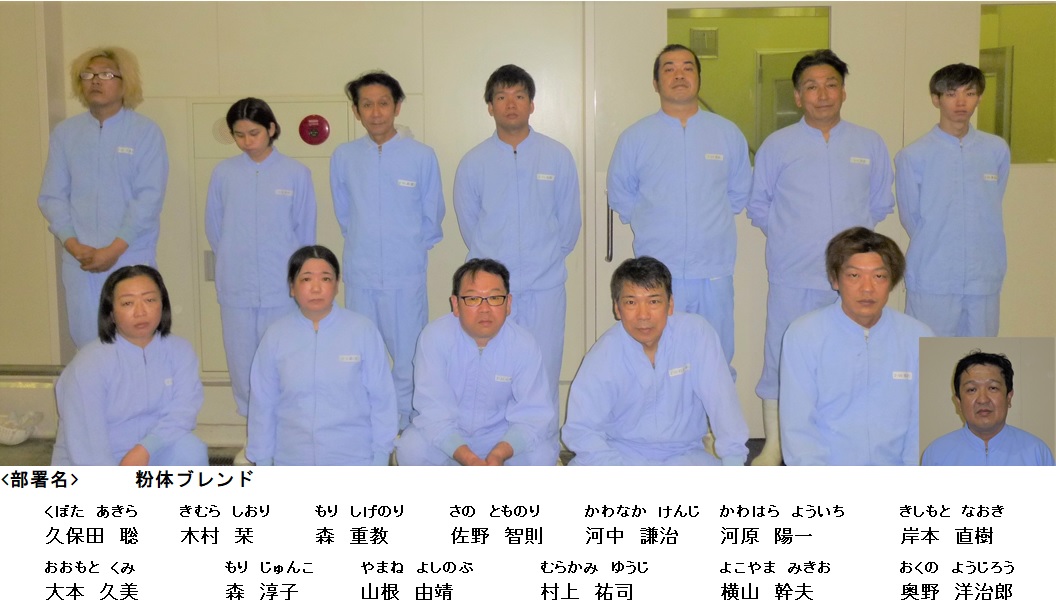 <部署名> 粉体ブレンド
くぼた あきら きむら しおり もり しげのり さの とものり かわなか けんじ かわはら よういち きしもと なおき
久保田 聡 木村 栞 森 重教 佐野 智則 河中 謙治 河原 陽一 岸本 直樹
おおもと くみ もり じゅんこ やまね よしのぶ むらかみ ゆうじ よこやま みきお おくの ようじろう
大本 久美 森 淳子 山根 由靖 村上 祐司 横山 幹夫 奥野 洋治郎